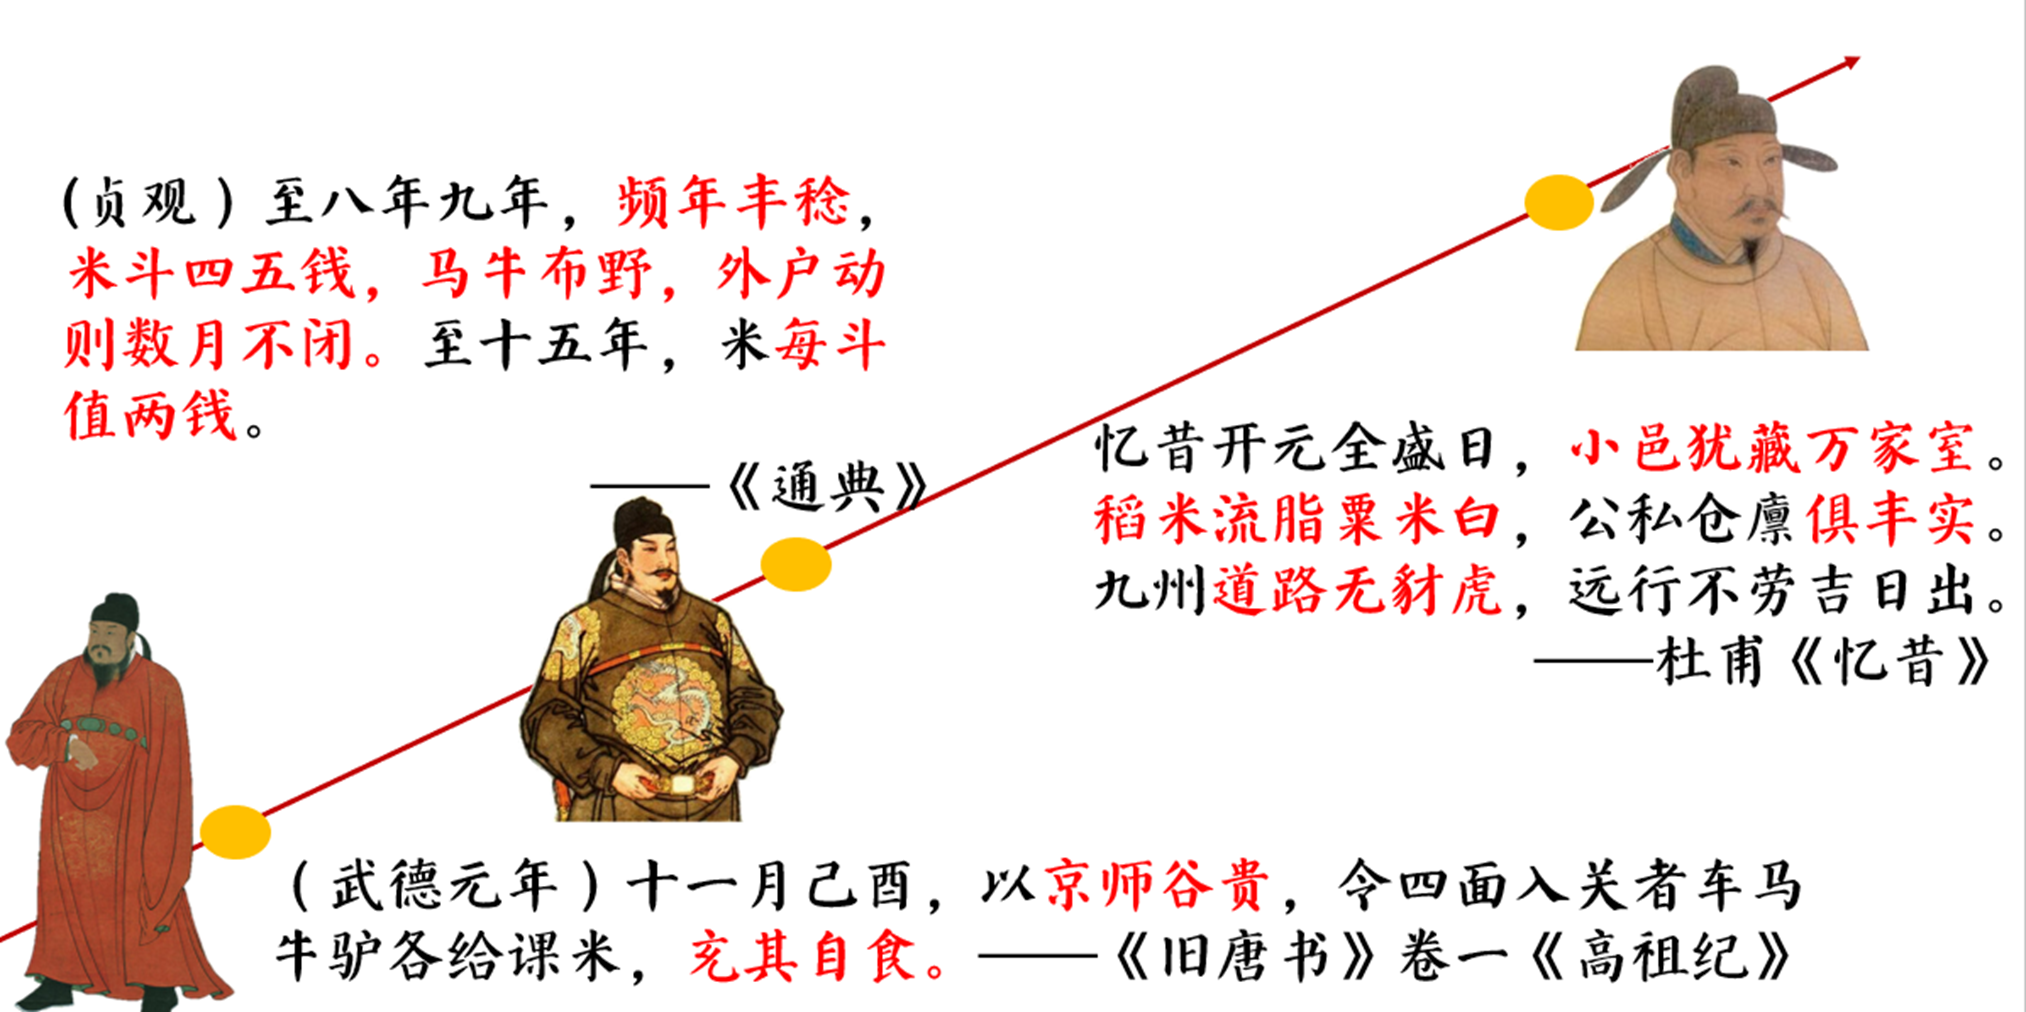 (贞观)至八年九年，频年丰稔，
米斗四五钱，马牛布野，外户动
则数月不闭。至十五年，米每斗
值两钱。
——《通典》
忆昔开元全盛日，小邑犹藏万家室。
稻米流脂粟米白，公私仓廪俱丰实。
九州道路无豺虎，远行不劳吉日出。
——杜甫《忆昔》
（武德元年）十一月己酉，以京师谷贵，令四面入关者车马
牛驴各给课米，充其自食。——《旧唐书》卷一《高祖纪》